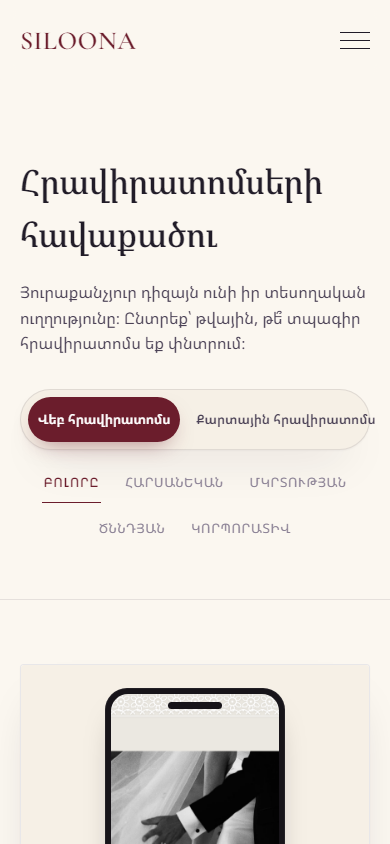 SILOONA
Հրավիրատոմսերի
հավաքածու
Յուրաքանչյուր դիզայն ունի իր տեսողական
ուղղությունը։ Ընտրեք՝ թվային, թե՞ տպագիր
հրավիրատոմս եք փնտրում։
Վեբ հրավիրատոմս Քարտային հրավիրատոմս
ԲՈԼՈՐԸ ՀԱՐՍԱՆԵԿԱՆ ՄԿՐՏՈՒԹՅԱՆ
ԾՆՆԴՅԱՆ ԿՈՐՊՈՐԱՏԻՎ